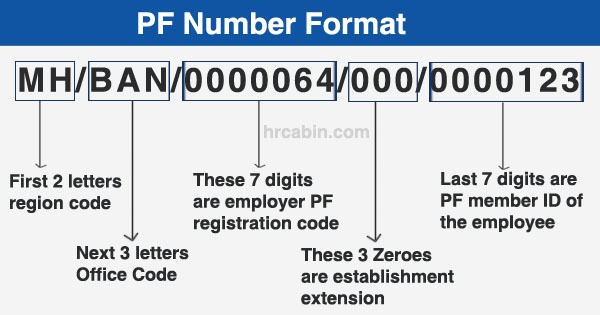 PF Number Format
MH/BAN/0000064/000/0000123
hrcabin.com
First 2 letters
region code
Next 3 letters
Office Code
These 7 digits
are employer PF
registration code
These 3 Zeroes
are establishment
extension
Last 7 digits are
PF member ID of
the employee